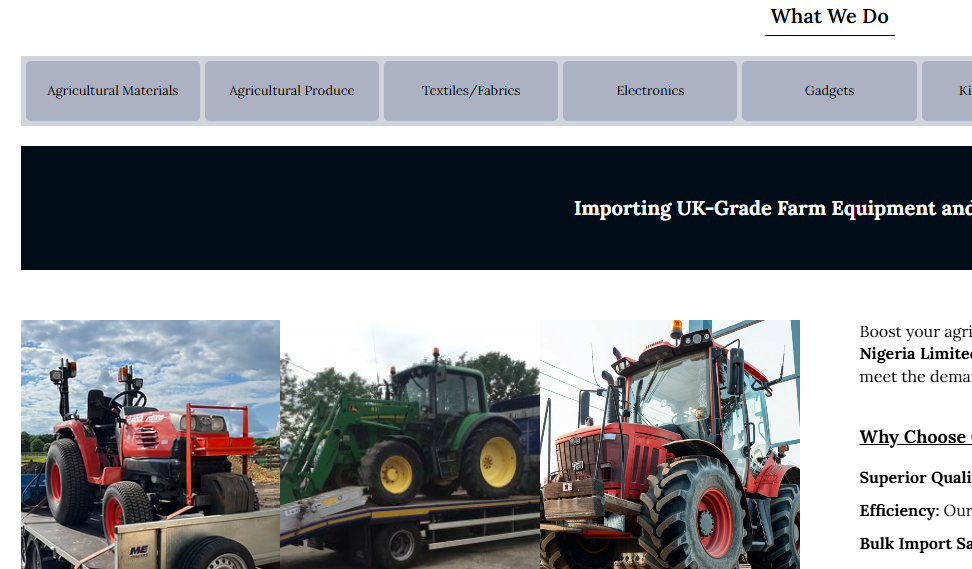 What We Do
Agricultural Materials
Agricultural Produce
Textiles/Fabrics
Electronics
Gadgets
Ki
Importing UK-Grade Farm Equipment and
Boost your agri
Nigeria Limited
meet the dema
Why Choose
Superior Quali
Efficiency: Our
Bulk Import Sa
ME